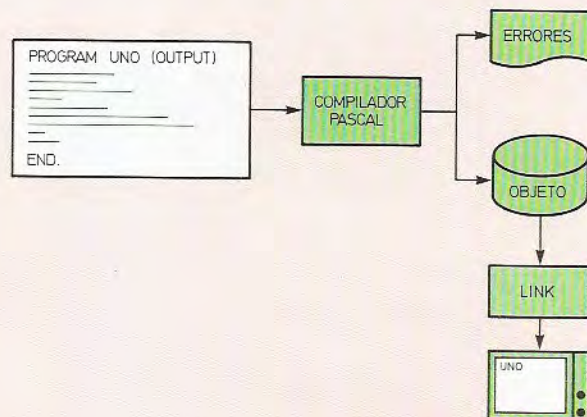 PROGRAM UNO (OUTPUT)
END.
COMPILADOR
PASCAL
ERRORES
OBJETO
LINK
UNO